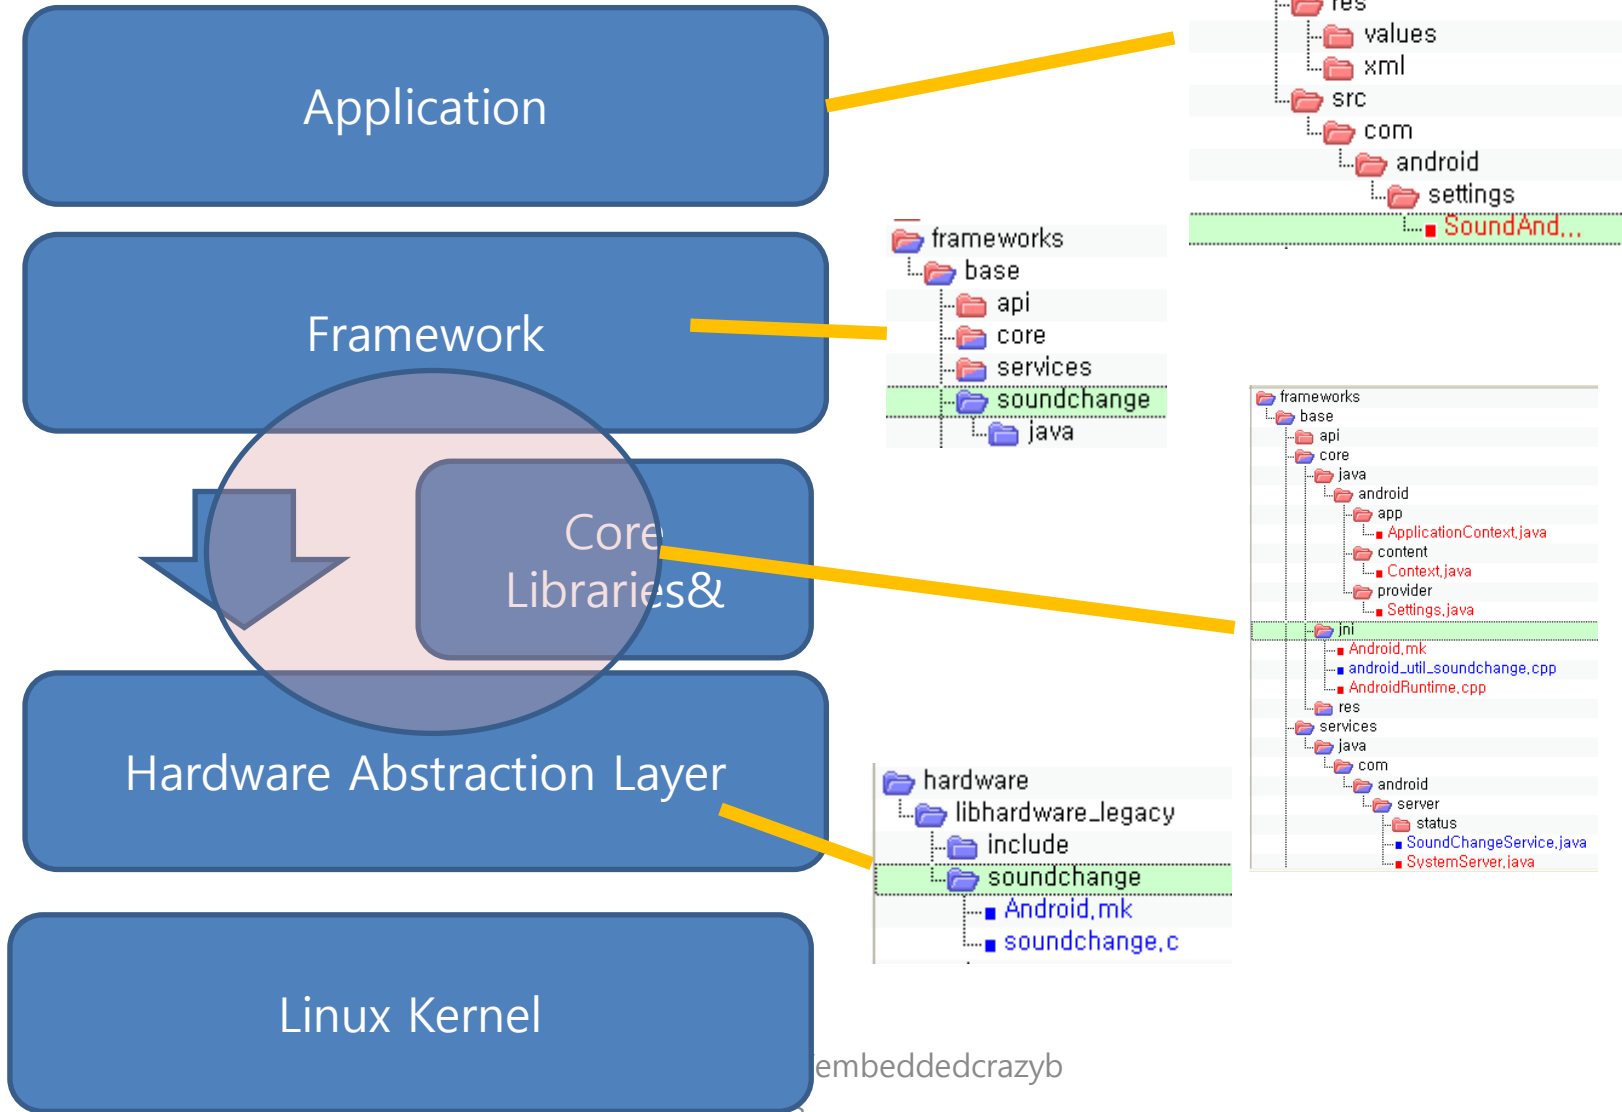 Application
res
values
xml
src
com
android
settings
SoundAnd...
Framework
frameworks
base
api
core
services
soundchange
java
Core
Libraries&
frameworks
base
api
core
java
android
app
ApplicationContext.java
content
Context.java
provider
Settings.java
jni
Android.mk
android_util_soundchange.cpp
AndroidRuntime.cpp
res
services
java
com
android
server
status
SoundChangeService.java
SystemServer.java
Hardware Abstraction Layer
hardware
libhardware_legacy
include
soundchange
Android.mk
soundchange.c
Linux Kernel
embeddedcrazyb